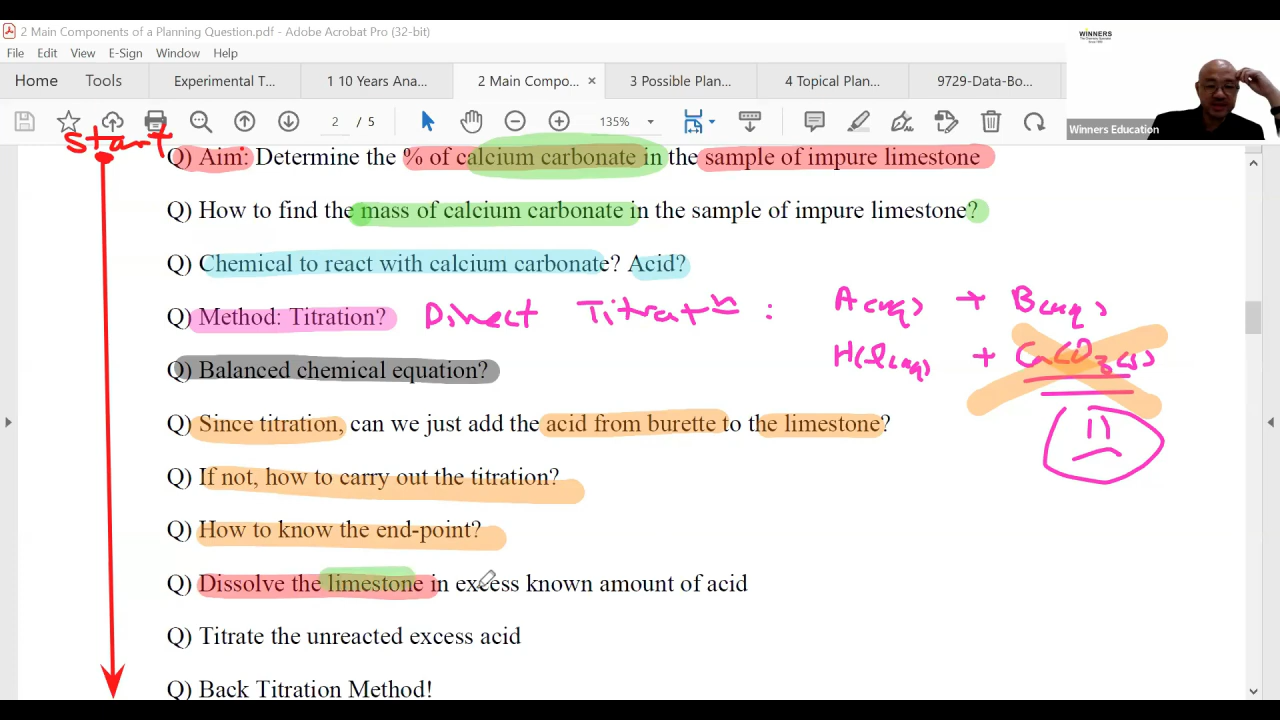 2 Main Components of a Planning Question.pdf - Adobe Acrobat Pro (32-bit)
File Edit View E-Sign Window Help
Home Tools Experimental T... 1 10 Years Ana... 2 Main Compo... × 3 Possible Plan... 4 Topical Plan... 9729-Data-Bo...
2 / 5 135%
WINNERS
Winners Education
Start
Q) Aim: Determine the % of calcium carbonate in the sample of impure limestone
Q) How to find the mass of calcium carbonate in the sample of impure limestone?
Q) Chemical to react with calcium carbonate? Acid?
Q) Method: Titration? Direct Titratn : A(aq) + B(aq)
HCl(aq) + CaCO3(s)
Q) Balanced chemical equation?
Q) Since titration, can we just add the acid from burette to the limestone?
Q) If not, how to carry out the titration?
Q) How to know the end-point?
Q) Dissolve the limestone in excess known amount of acid
Q) Titrate the unreacted excess acid
Q) Back Titration Method!